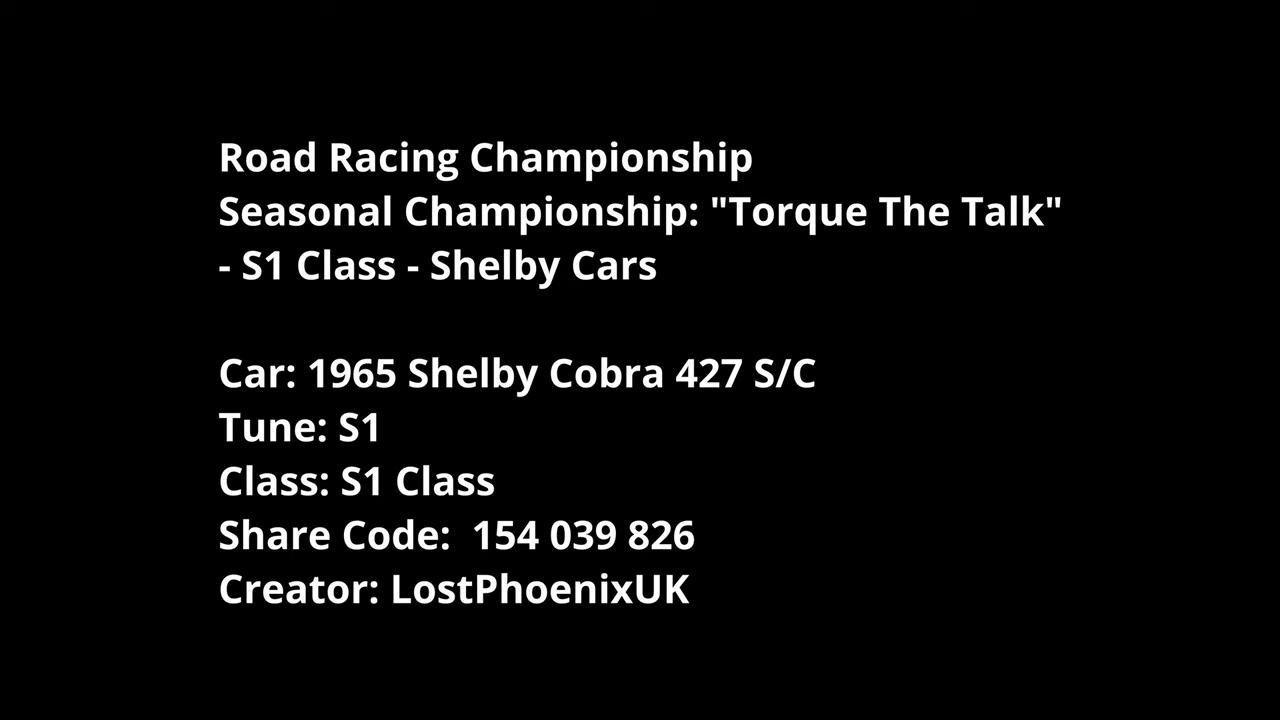 Road Racing Championship
Seasonal Championship: "Torque The Talk"
- S1 Class - Shelby Cars
Car: 1965 Shelby Cobra 427 S/C
Tune: S1
Class: S1 Class
Share Code:  154 039 826
Creator: LostPhoenixUK